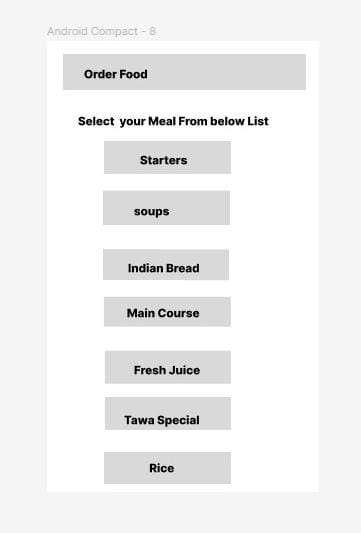 Android Compact - 8
Order Food
Select your Meal From below List
Starters
soups
Indian Bread
Main Course
Fresh Juice
Tawa Special
Rice